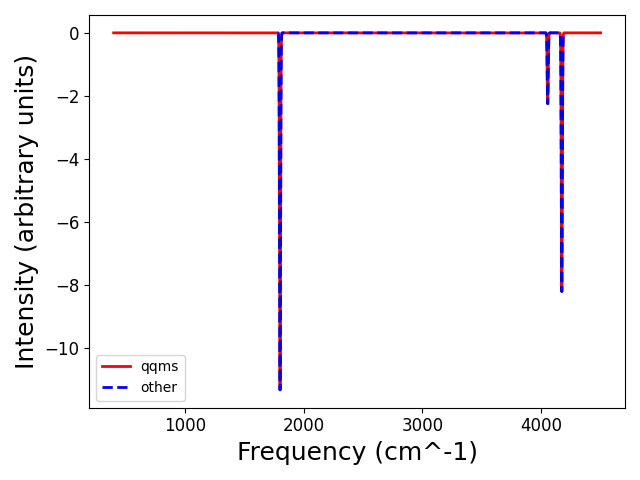 0
−2
−4
−6
−8
−10
Intensity (arbitrary units)
qqms
other
1000 2000 3000 4000
Frequency (cm^-1)